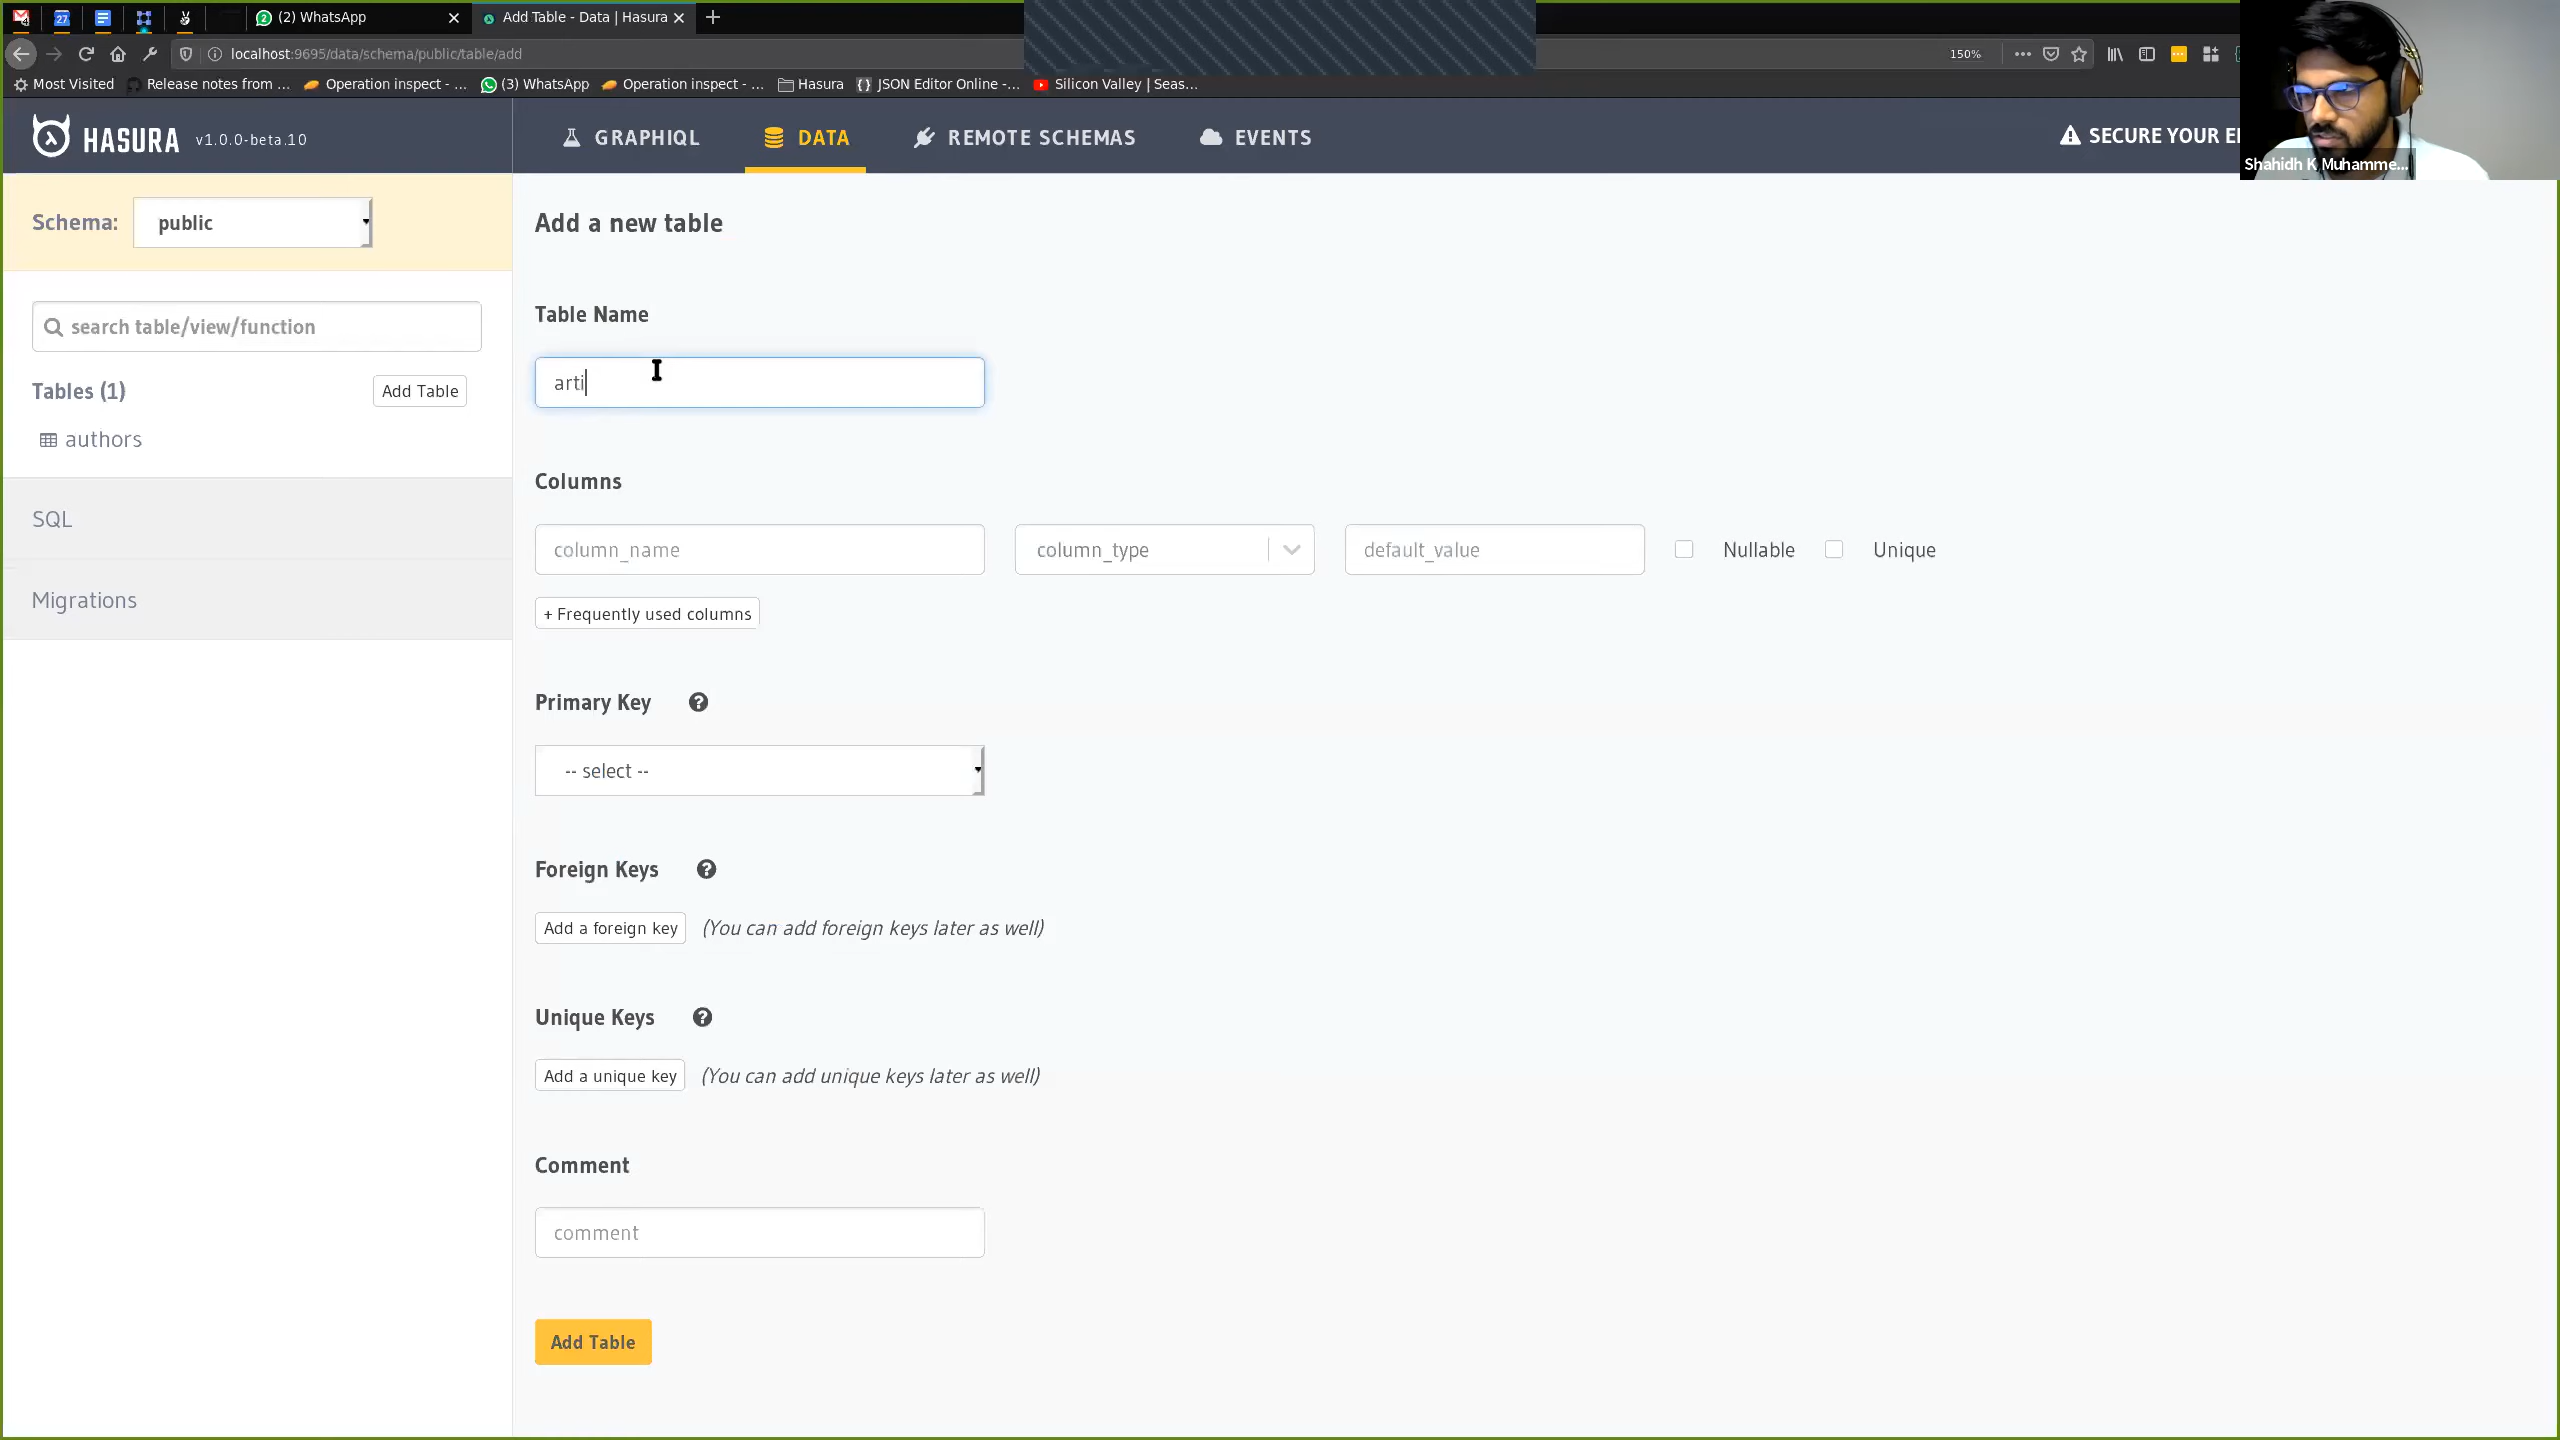 (2) WhatsApp
Add Table - Data | Hasura
localhost:9695/data/schema/public/table/add
150%
Most Visited
Release notes from ...
Operation inspect - ...
(3) WhatsApp
Operation inspect - ...
Hasura
JSON Editor Online -...
Silicon Valley | Seas...
HASURA v1.0.0-beta.10
GRAPHIQL
DATA
REMOTE SCHEMAS
EVENTS
SECURE YOUR E
Shahidh K Muhamme...
Schema: public
search table/view/function
Tables (1)
Add Table
authors
SQL
Migrations
Add a new table
Table Name
arti
Columns
column_name
column_type
default_value
Nullable
Unique
+ Frequently used columns
Primary Key
-- select --
Foreign Keys
Add a foreign key (You can add foreign keys later as well)
Unique Keys
Add a unique key (You can add unique keys later as well)
Comment
comment
Add Table